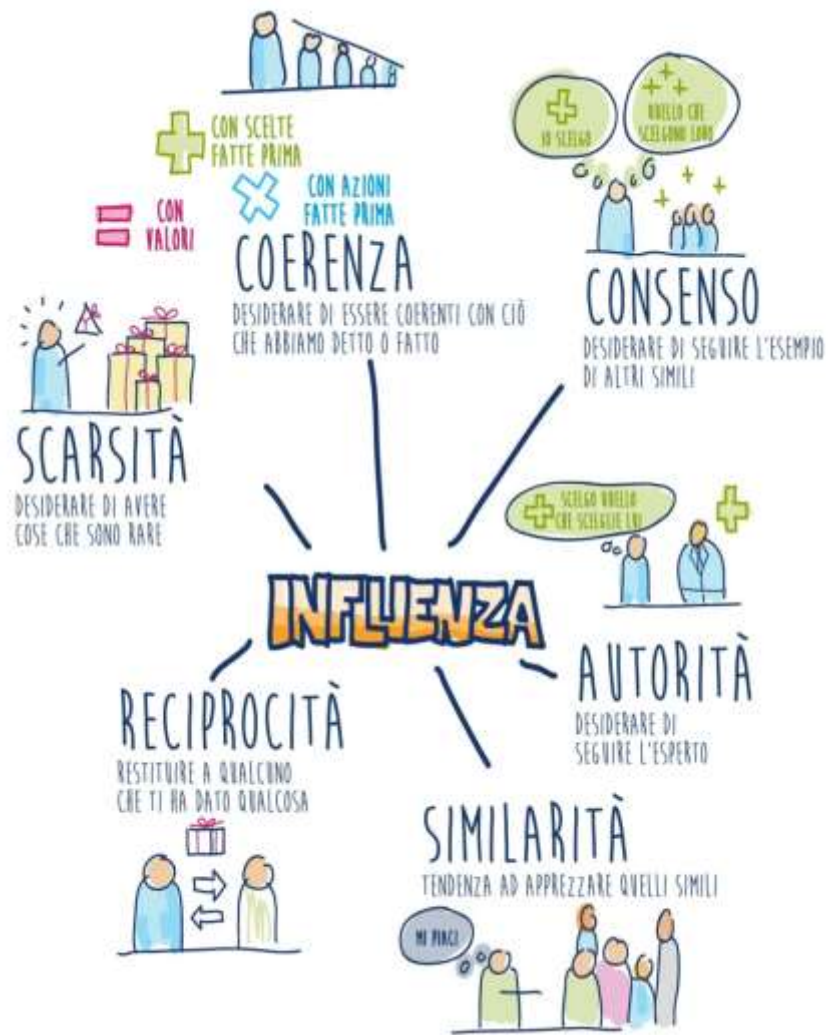 CON SCELTE
FATTE PRIMA
CON
VALORI
CON AZIONI
FATTE PRIMA
COERENZA
DESIDERARE DI ESSERE COERENTI CON CIÒ
CHE ABBIAMO DETTO O FATTO
IO SCELGO
QUELLO CHE
SCELGONO LORO
CONSENSO
DESIDERARE DI SEGUIRE L'ESEMPIO
DI ALTRI SIMILI
SCARSITÀ
DESIDERARE DI AVERE
COSE CHE SONO RARE
SCELGO QUELLO
CHE SCEGLIE LUI
INFLUENZA
AUTORITÀ
DESIDERARE DI
SEGUIRE L'ESPERTO
RECIPROCITÀ
RESTITUIRE A QUALCUNO
CHE TI HA DATO QUALCOSA
SIMILARITÀ
TENDENZA AD APPREZZARE QUELLI SIMILI
MI PIACI